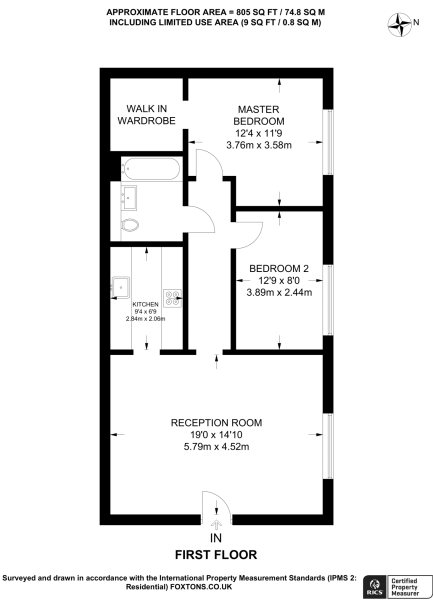 APPROXIMATE FLOOR AREA = 805 SQ FT / 74.8 SQ M
INCLUDING LIMITED USE AREA (9 SQ FT / 0.8 SQ M)
N
WALK IN
WARDROBE
MASTER
BEDROOM
12'4 x 11'9
3.76m x 3.58m
BEDROOM 2
12'9 x 8'0
3.89m x 2.44m
KITCHEN
9'4 x 6'9
2.84m x 2.06m
RECEPTION ROOM
19'0 x 14'10
5.79m x 4.52m
IN
FIRST FLOOR
Surveyed and drawn in accordance with the International Property Measurement Standards (IPMS 2:
Residential) FOXTONS.CO.UK
RICS
Certified
Property
Measurer